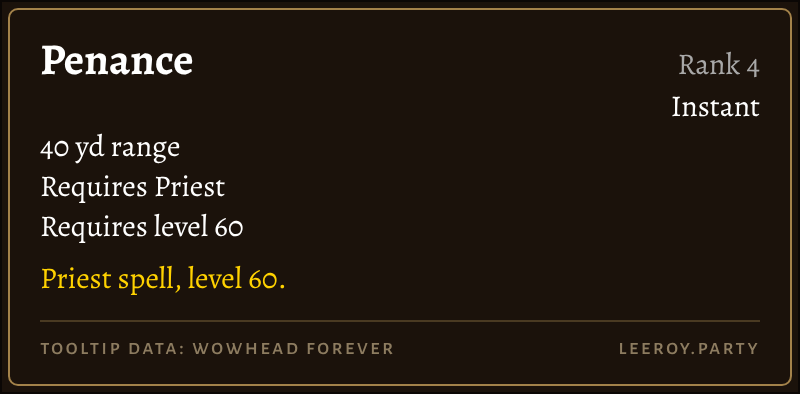 Penance
Rank 4
Instant
40 yd range
Requires Priest
Requires level 60
Priest spell, level 60.
TOOLTIP DATA: WOWHEAD FOREVER
LEEROY.PARTY